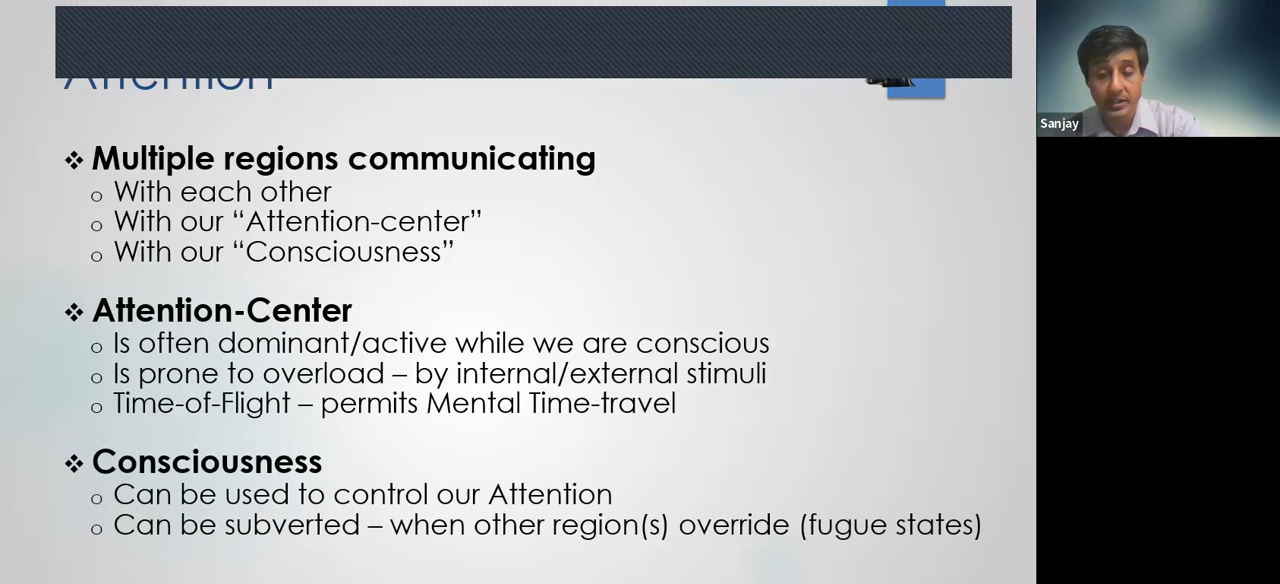 Attention
❖ Multiple regions communicating
o With each other
o With our “Attention-center”
o With our “Consciousness”
❖ Attention-Center
o Is often dominant/active while we are conscious
o Is prone to overload – by internal/external stimuli
o Time-of-Flight – permits Mental Time-travel
❖ Consciousness
o Can be used to control our Attention
o Can be subverted – when other region(s) override (fugue states)
Sanjay